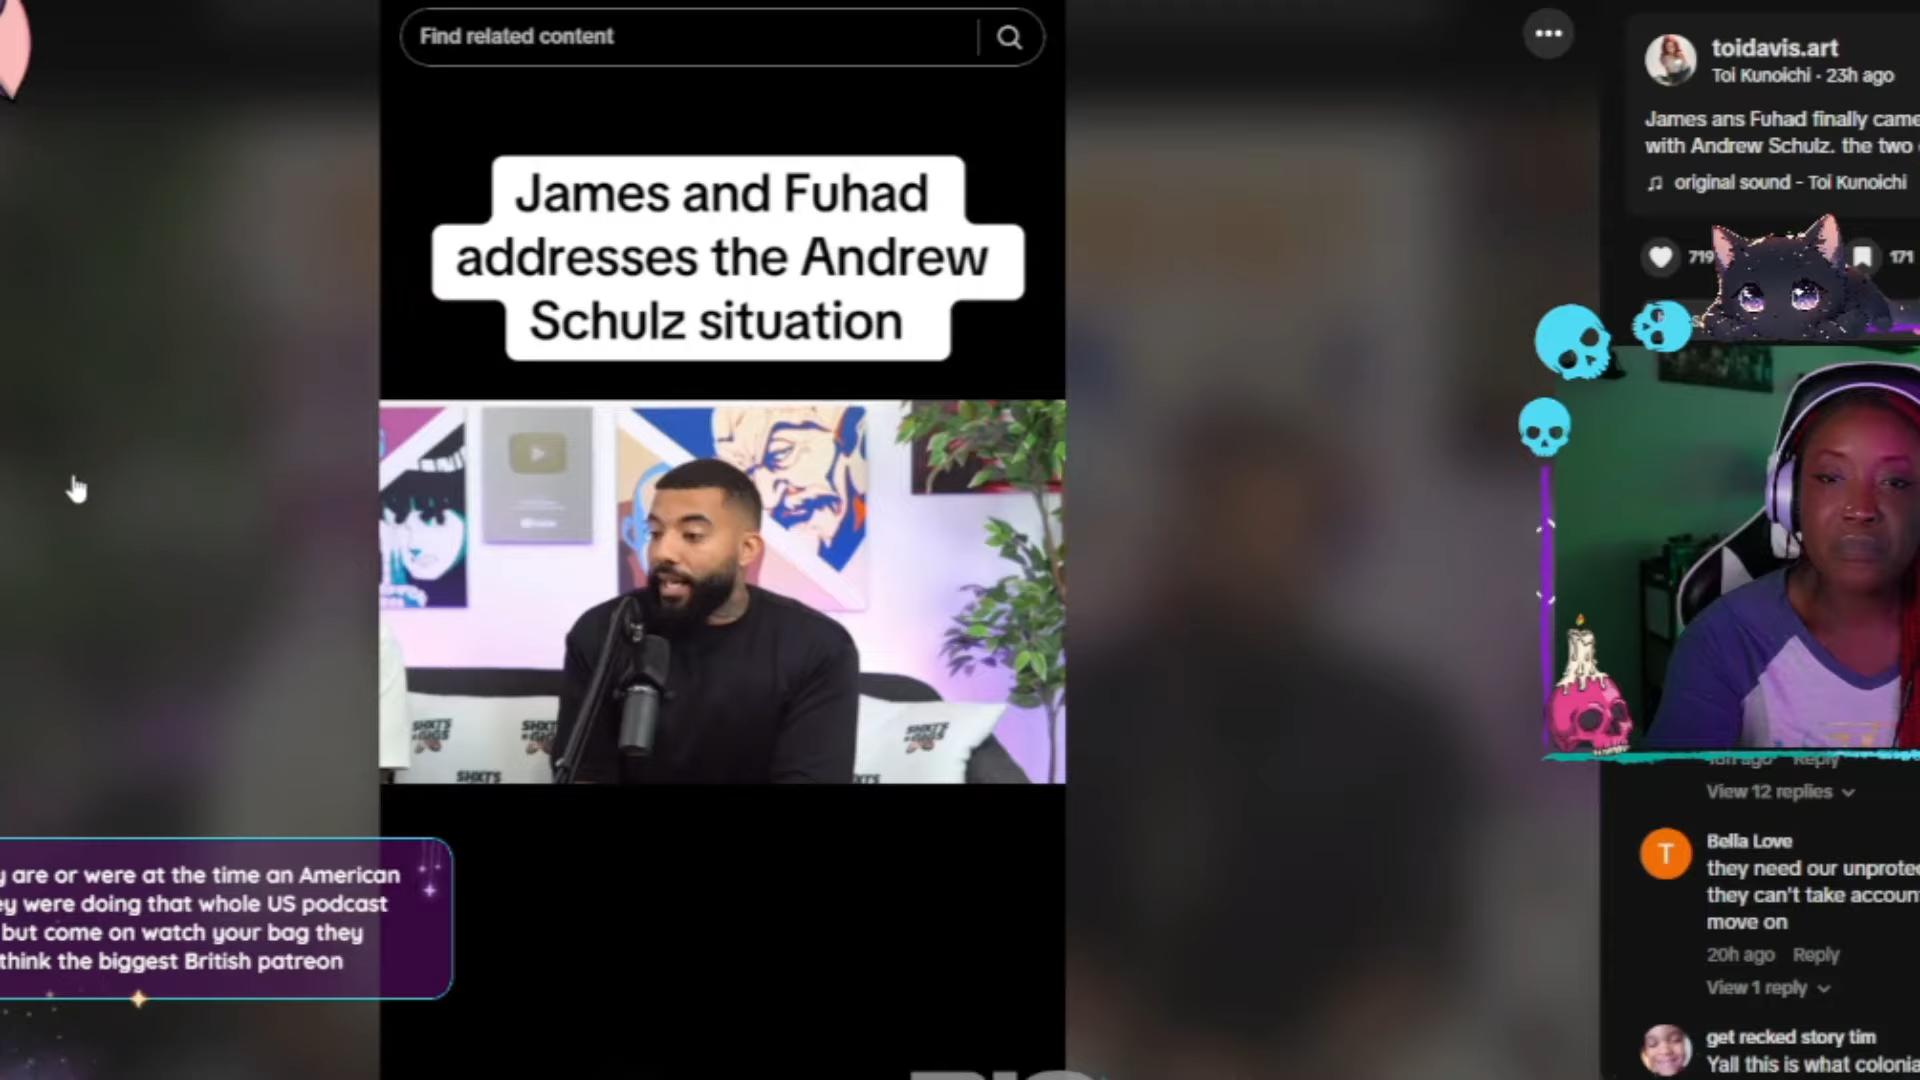 Find related content
James and Fuhad
addresses the Andrew
Schulz situation
SHXTS
SHXTS
SHXTS
SHXTS
are or were at the time an American
were doing that whole US podcast
but come on watch your bag they
think the biggest British patreon
toidavis.art
Toi Kunoichi · 23h ago
James ans Fuhad finally came
with Andrew Schulz. the two
original sound - Toi Kunoichi
719
171
View 12 replies
T
Bella Love
they need our
they can't take
move on
20h ago Reply
View 1 reply
get recked story tim
Yall this is what